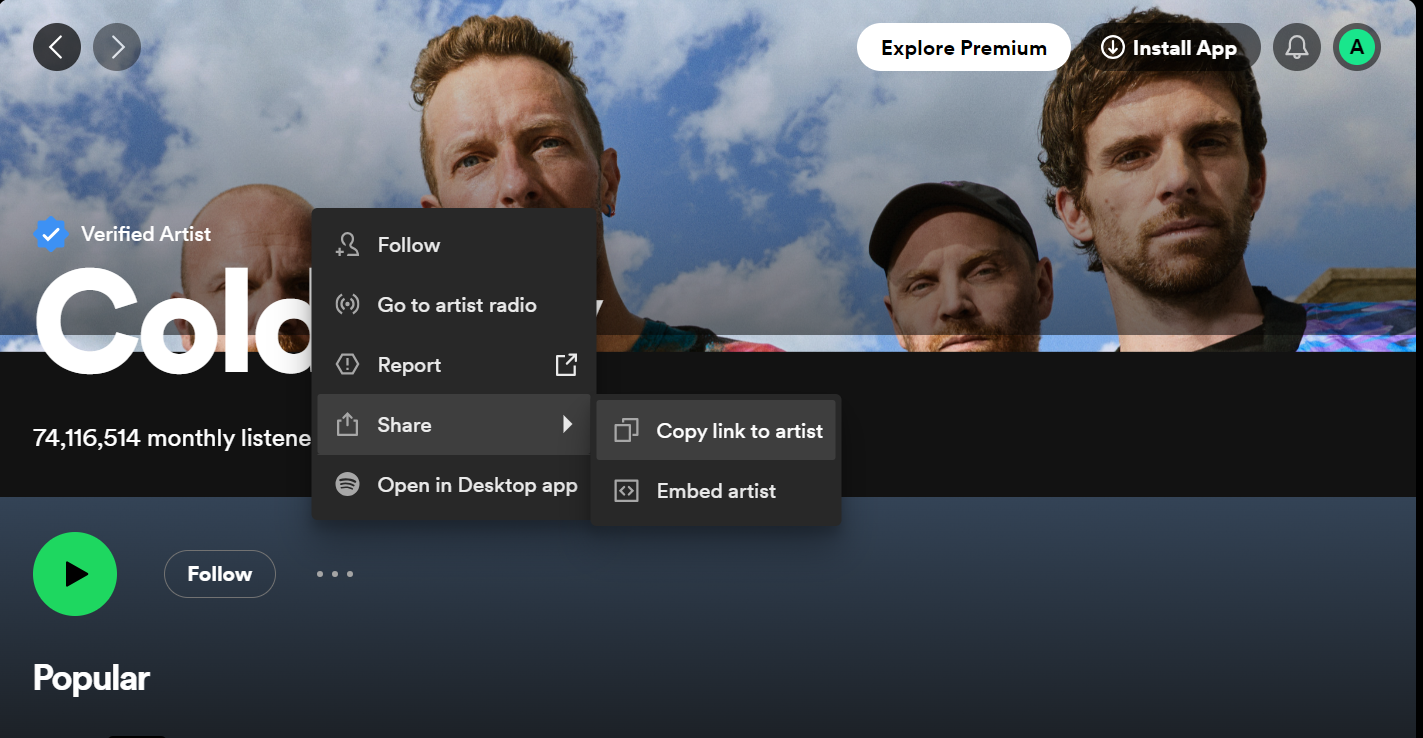 Explore Premium
Install App
A
Verified Artist
Cold
Follow
Go to artist radio
Report
74,116,514 monthly listene
Share
Copy link to artist
Open in Desktop app
Embed artist
Follow
Popular